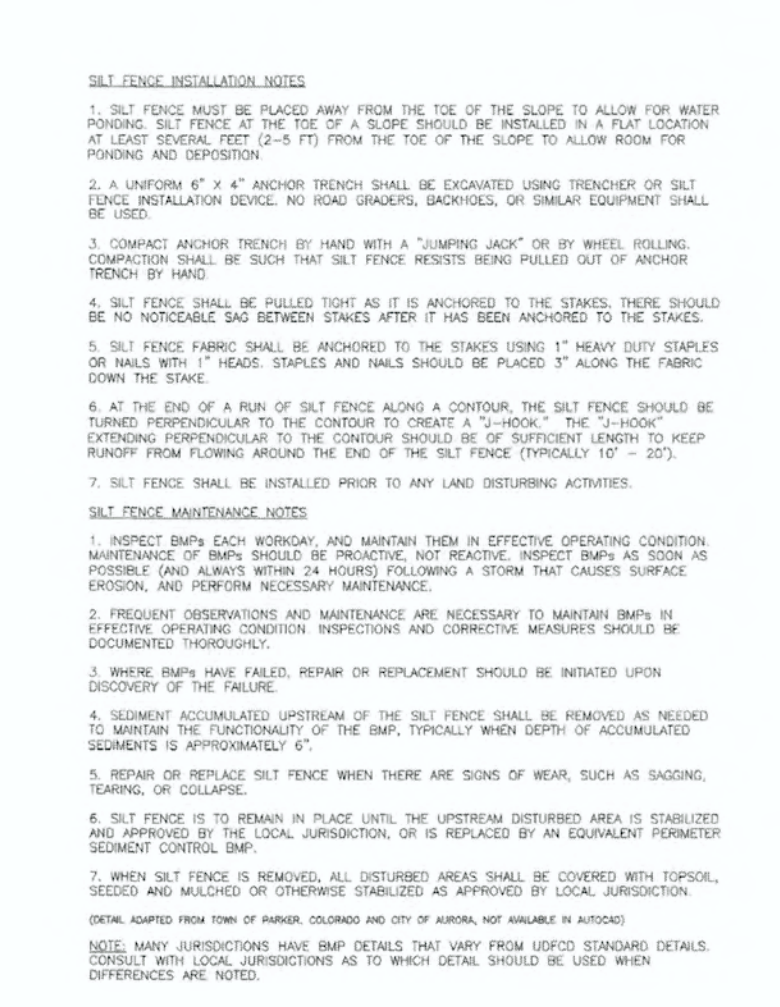 SILT FENCE INSTALLATION NOTES
1. SILT FENCE MUST BE PLACED AWAY FROM THE TOE OF THE SLOPE TO ALLOW FOR WATER
PONDING. SILT FENCE AT THE TOE OF A SLOPE SHOULD BE INSTALLED IN A FLAT LOCATION
AT LEAST SEVERAL FEET (2-5 FT) FROM THE TOE OF THE SLOPE TO ALLOW ROOM FOR
PONDING AND DEPOSITION.
2. A UNIFORM 6" X 4" ANCHOR TRENCH SHALL BE EXCAVATED USING TRENCHER OR SILT
FENCE INSTALLATION DEVICE. NO ROAD GRADERS, BACKHOES, OR SIMILAR EQUIPMENT SHALL
BE USED.
3. COMPACT ANCHOR TRENCH BY HAND WITH A "JUMPING JACK" OR BY WHEEL ROLLING.
COMPACTION SHALL BE SUCH THAT SILT FENCE RESISTS BEING PULLED OUT OF ANCHOR
TRENCH BY HAND.
4. SILT FENCE SHALL BE PULLED TIGHT AS IT IS ANCHORED TO THE STAKES. THERE SHOULD
BE NO NOTICEABLE SAG BETWEEN STAKES AFTER IT HAS BEEN ANCHORED TO THE STAKES.
5. SILT FENCE FABRIC SHALL BE ANCHORED TO THE STAKES USING 1" HEAVY DUTY STAPLES
OR NAILS WITH 1" HEADS. STAPLES AND NAILS SHOULD BE PLACED 3" ALONG THE FABRIC
DOWN THE STAKE.
6. AT THE END OF A RUN OF SILT FENCE ALONG A CONTOUR, THE SILT FENCE SHOULD BE
TURNED PERPENDICULAR TO THE CONTOUR TO CREATE A "J-HOOK." THE "J-HOOK"
EXTENDING PERPENDICULAR TO THE CONTOUR SHOULD BE OF SUFFICIENT LENGTH TO KEEP
RUNOFF FROM FLOWING AROUND THE END OF THE SILT FENCE (TYPICALLY 10' - 20').
7. SILT FENCE SHALL BE INSTALLED PRIOR TO ANY LAND DISTURBING ACTIVITIES.
SILT FENCE MAINTENANCE NOTES
1. INSPECT BMPs EACH WORKDAY, AND MAINTAIN THEM IN EFFECTIVE OPERATING CONDITION.
MAINTENANCE OF BMPs SHOULD BE PROACTIVE, NOT REACTIVE. INSPECT BMPs AS SOON AS
POSSIBLE (AND ALWAYS WITHIN 24 HOURS) FOLLOWING A STORM THAT CAUSES SURFACE
EROSION, AND PERFORM NECESSARY MAINTENANCE.
2. FREQUENT OBSERVATIONS AND MAINTENANCE ARE NECESSARY TO MAINTAIN BMPs IN
EFFECTIVE OPERATING CONDITION. INSPECTIONS AND CORRECTIVE MEASURES SHOULD BE
DOCUMENTED THOROUGHLY.
3. WHERE BMPs HAVE FAILED, REPAIR OR REPLACEMENT SHOULD BE INITIATED UPON
DISCOVERY OF THE FAILURE.
4. SEDIMENT ACCUMULATED UPSTREAM OF THE SILT FENCE SHALL BE REMOVED AS NEEDED
TO MAINTAIN THE FUNCTIONALITY OF THE BMP, TYPICALLY WHEN DEPTH OF ACCUMULATED
SEDIMENTS IS APPROXIMATELY 6".
5. REPAIR OR REPLACE SILT FENCE WHEN THERE ARE SIGNS OF WEAR, SUCH AS SAGGING,
TEARING, OR COLLAPSE.
6. SILT FENCE IS TO REMAIN IN PLACE UNTIL THE UPSTREAM DISTURBED AREA IS STABILIZED
AND APPROVED BY THE LOCAL JURISDICTION, OR IS REPLACED BY AN EQUIVALENT PERIMETER
SEDIMENT CONTROL BMP.
7. WHEN SILT FENCE IS REMOVED, ALL DISTURBED AREAS SHALL BE COVERED WITH TOPSOIL,
SEEDED AND MULCHED OR OTHERWISE STABILIZED AS APPROVED BY LOCAL JURISDICTION.
(DETAIL ADAPTED FROM TOWN OF PARKER, COLORADO AND CITY OF AURORA, NOT AVAILABLE IN AUTOCAD)
NOTE: MANY JURISDICTIONS HAVE BMP DETAILS THAT VARY FROM UDFCD STANDARD DETAILS.
CONSULT WITH LOCAL JURISDICTIONS AS TO WHICH DETAIL SHOULD BE USED WHEN
DIFFERENCES ARE NOTED.